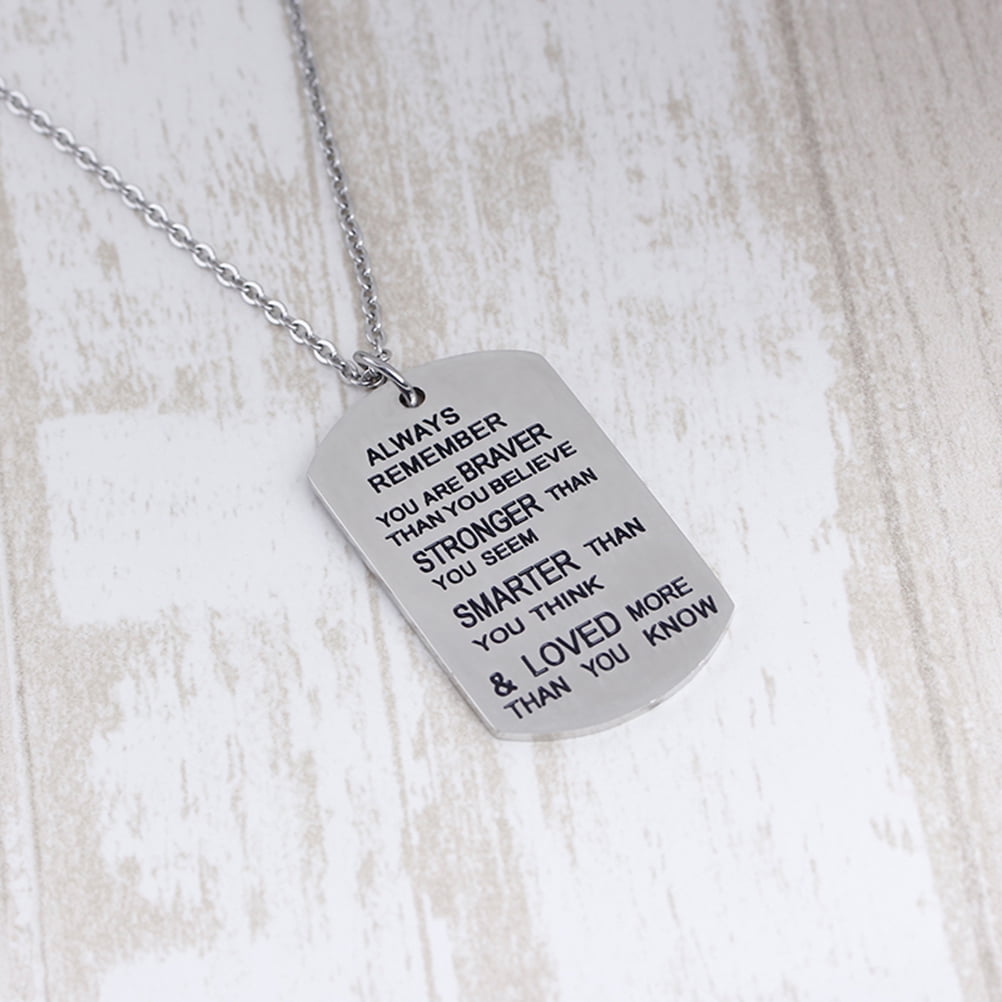 ALWAYS
REMEMBER
YOU ARE BRAVER
THAN YOU BELIEVE
STRONGER THAN
YOU SEEM
SMARTER THAN
YOU THINK
& LOVED MORE
THAN YOU KNOW